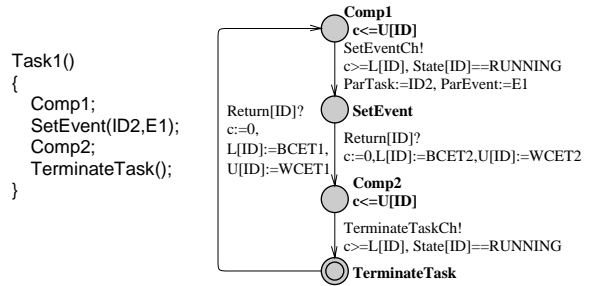 Task1()
{
Comp1;
SetEvent(ID2,E1);
Comp2;
TerminateTask();
}
Comp1
c<=U[ID]
SetEventCh!
c>=L[ID], State[ID]==RUNNING
ParTask:=ID2, ParEvent:=E1
SetEvent
Return[ID]?
c:=0,
L[ID]:=BCET1,
U[ID]:=WCET1
Return[ID]?
c:=0,L[ID]:=BCET2,U[ID]:=WCET2
Comp2
c<=U[ID]
TerminateTaskCh!
c>=L[ID], State[ID]==RUNNING
TerminateTask